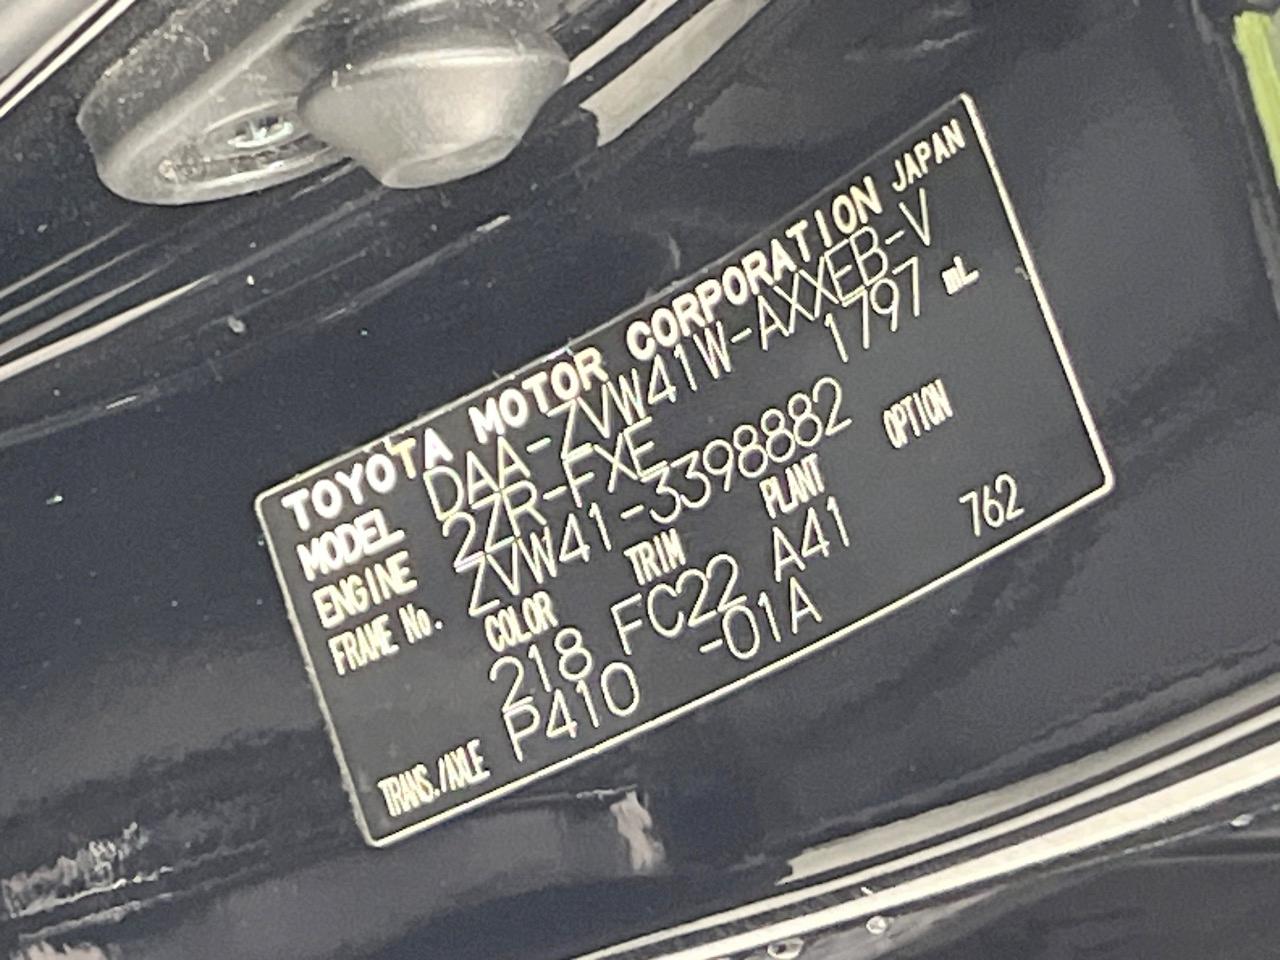 TOYOTA MOTOR CORPORATION JAPAN
MODEL DAA-ZVW41W-AXXEB-V
ENGINE 2ZR-FXE 1797 mL
FRAME No. ZVW41-3398882
COLOR TRIM PLANT OPTION
218 FC22 A41
TRANS./AXLE P410 -01A 762